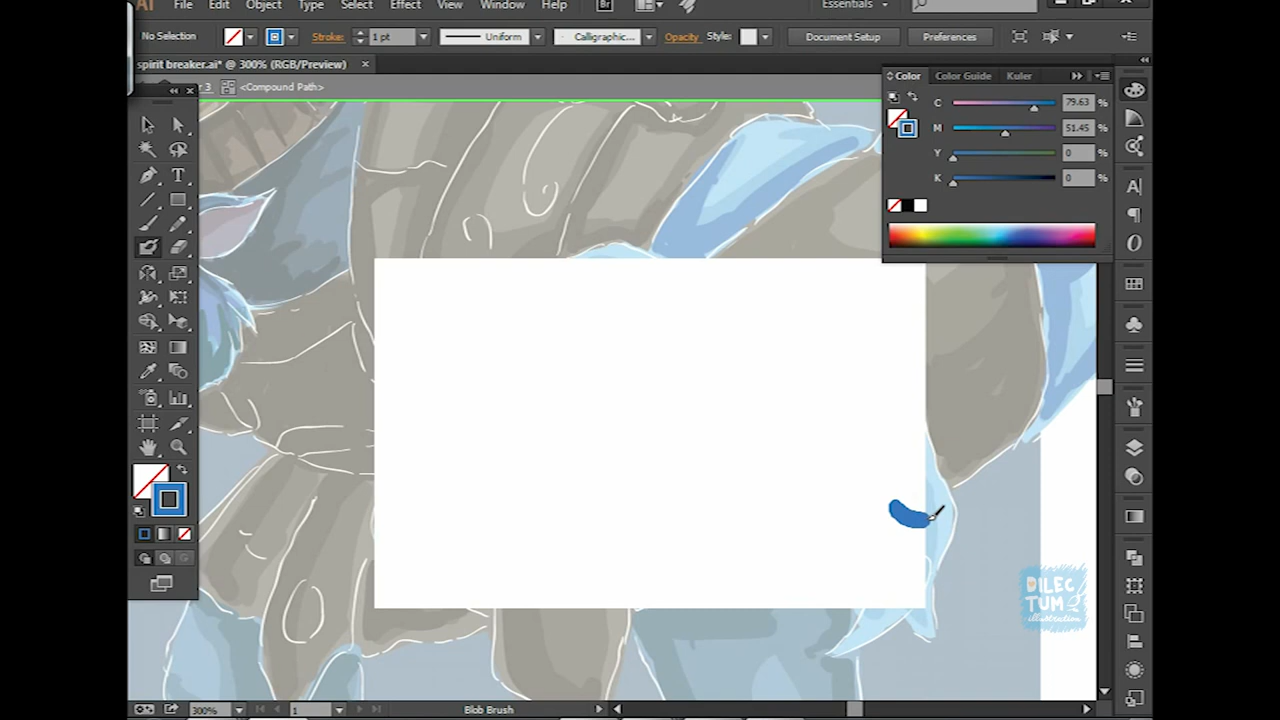 Ai File Edit Object Type Select Effect View Window Help Br Essentials
No Selection Stroke: 1 pt Uniform Calligraphic... Opacity Style: Document Setup Preferences
spirit breaker.ai* @ 300% (RGB/Preview) ×
r 3 <Compound Path>
Color Color Guide Kuler
C 79.63 %
M 51.45 %
Y 0 %
K 0 %
DILEC
TUM
illustration
300% 1 Blob Brush